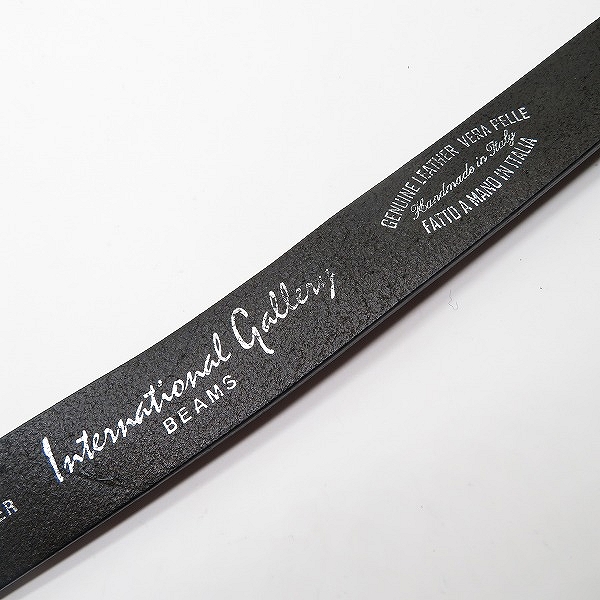 International Gallery
BEAMS
GENUINE LEATHER VERA PELLE
Handmade in Italy
FATTO A MANO IN ITALIA